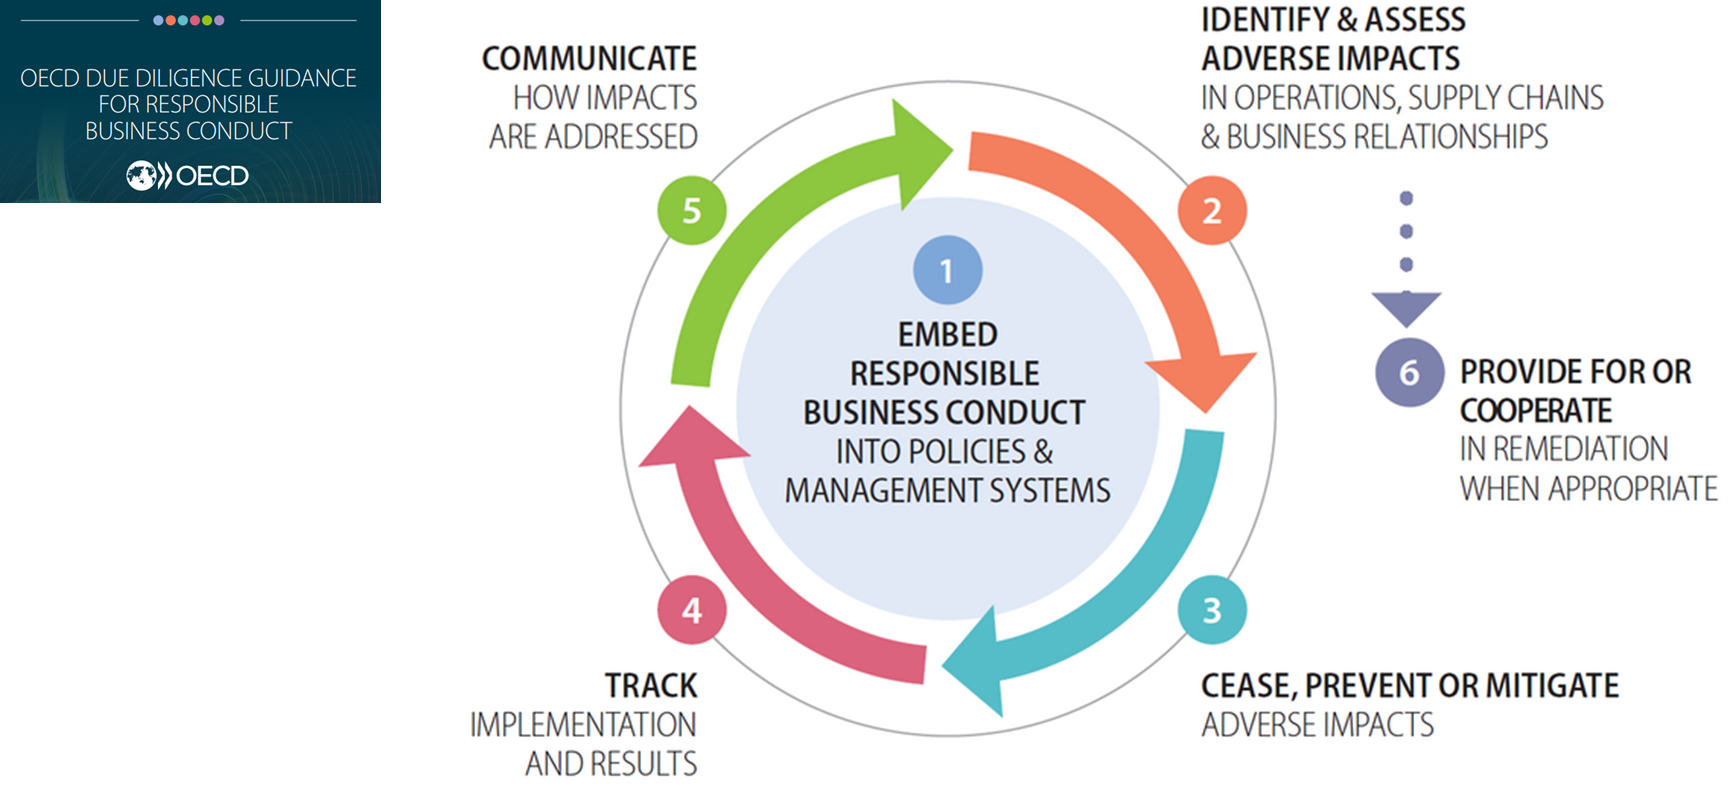 OECD DUE DILIGENCE GUIDANCE
FOR RESPONSIBLE
BUSINESS CONDUCT
OECD
1
EMBED
RESPONSIBLE
BUSINESS CONDUCT
INTO POLICIES &
MANAGEMENT SYSTEMS
IDENTIFY & ASSESS
ADVERSE IMPACTS
IN OPERATIONS, SUPPLY CHAINS
& BUSINESS RELATIONSHIPS
2
3
CEASE, PREVENT OR MITIGATE
ADVERSE IMPACTS
4
TRACK
IMPLEMENTATION
AND RESULTS
COMMUNICATE
HOW IMPACTS
ARE ADDRESSED
5
6
PROVIDE FOR OR
COOPERATE
IN REMEDIATION
WHEN APPROPRIATE